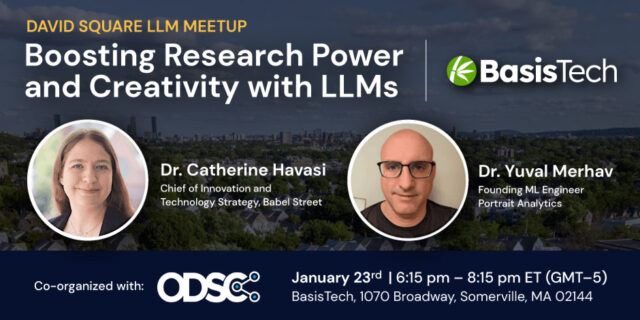 DAVID SQUARE LLM MEETUP
Boosting Research Power
and Creativity with LLMs
BasisTech
Dr. Catherine Havasi
Chief of Innovation and
Technology Strategy, Babel Street
Dr. Yuval Merhav
Founding ML Engineer
Portrait Analytics
Co-organized with:
ODSC
January 23rd | 6:15 pm – 8:15 pm ET (GMT–5)
BasisTech, 1070 Broadway, Somerville, MA 02144